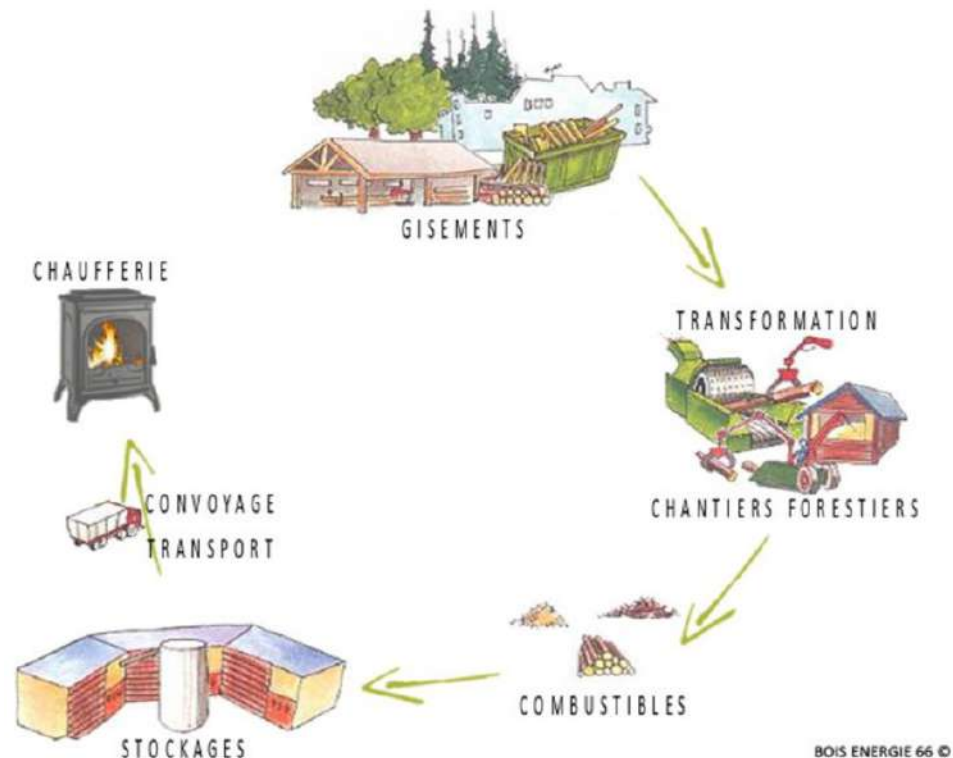 GISEMENTS
CHAUFFERIE
TRANSFORMATION
CHANTIERS FORESTIERS
CONVOYAGE
TRANSPORT
COMBUSTIBLES
STOCKAGES
BOIS ENERGIE 66 ©